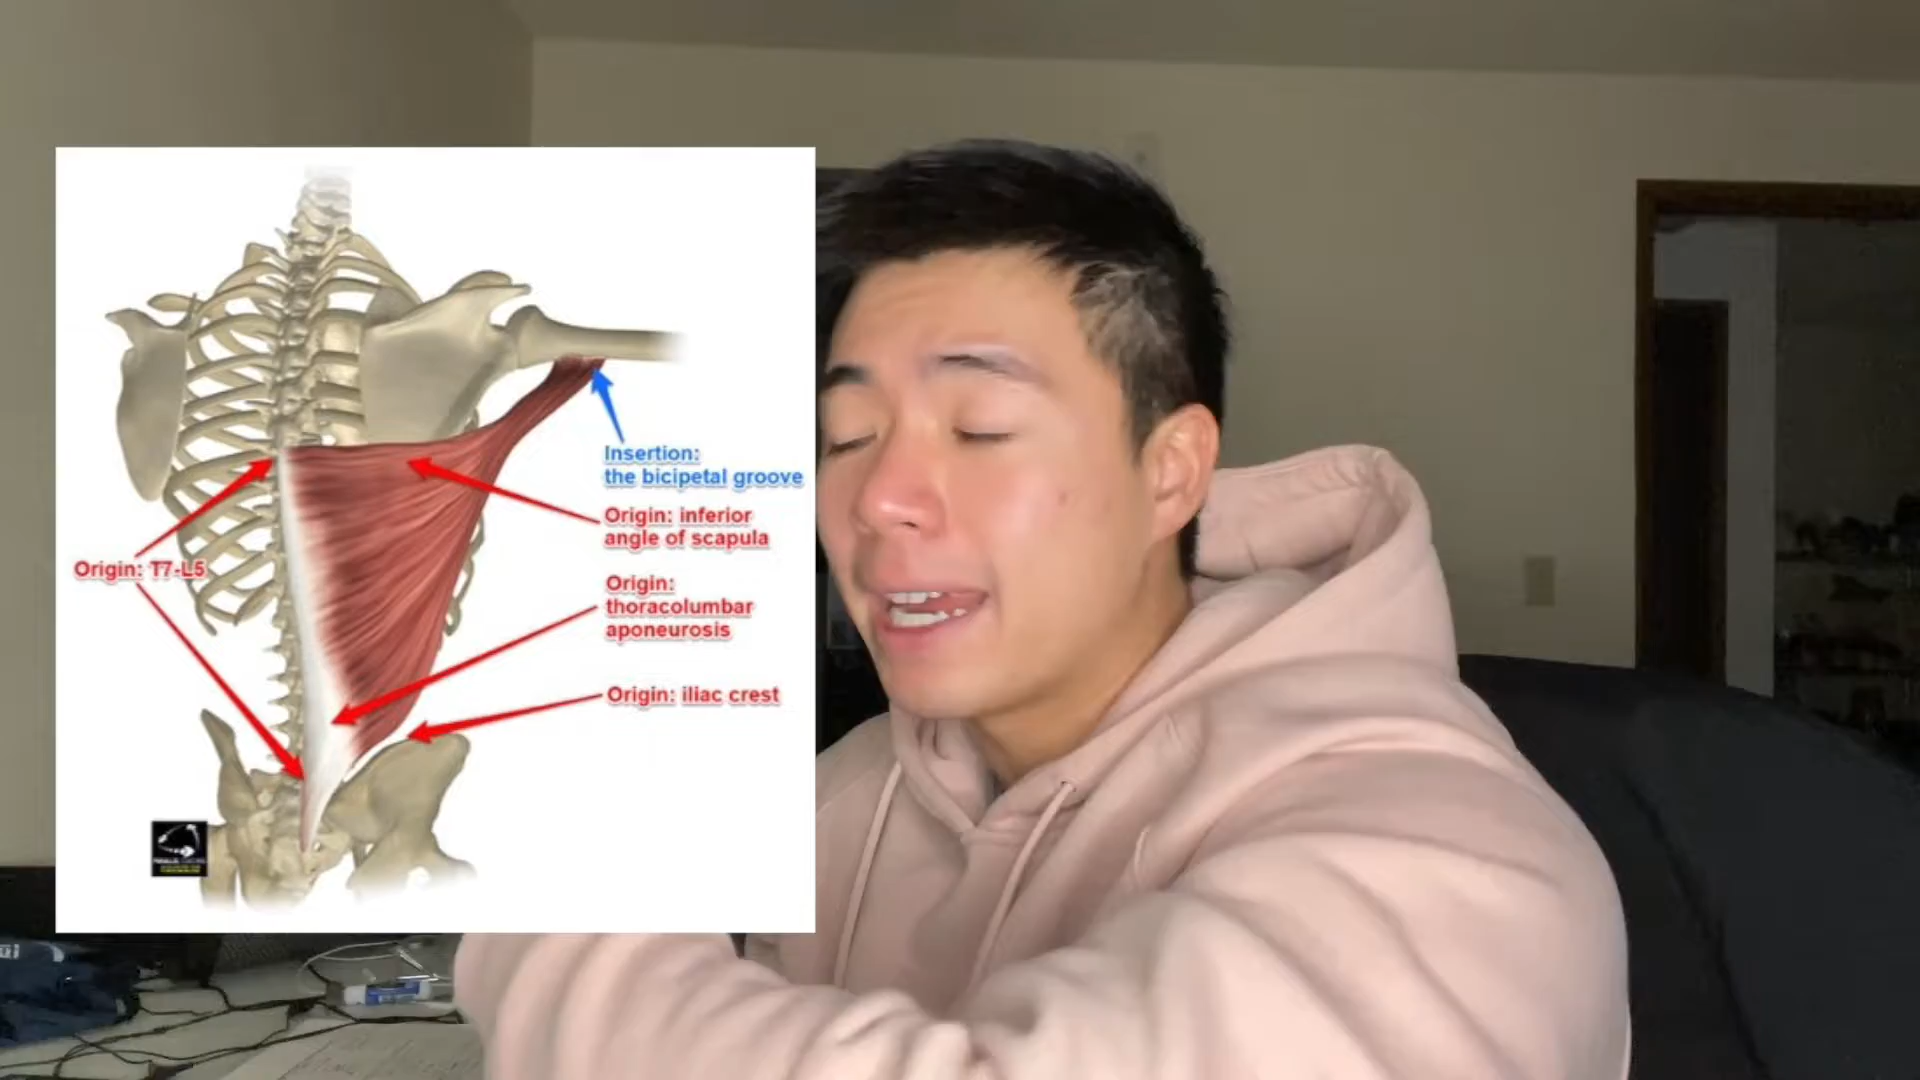 Insertion:
the bicipetal groove
Origin: inferior
angle of scapula
Origin: T7-L5
Origin:
thoracolumbar
aponeurosis
Origin: iliac crest